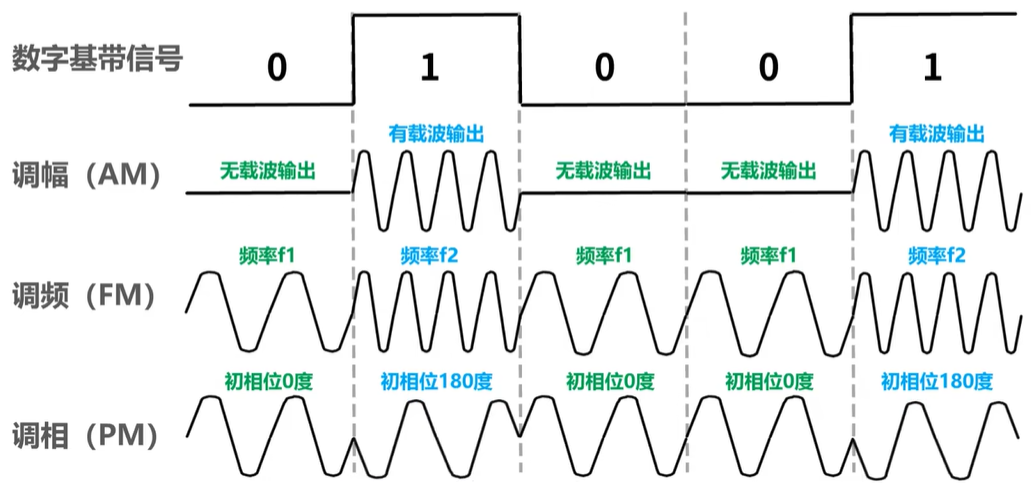 数字基带信号
0 1 0 0 1
有载波输出 有载波输出
调幅（AM） 无载波输出 无载波输出 无载波输出
频率f1 频率f2 频率f1 频率f1 频率f2
调频（FM）
初相位0度 初相位180度 初相位0度 初相位0度 初相位180度
调相（PM）